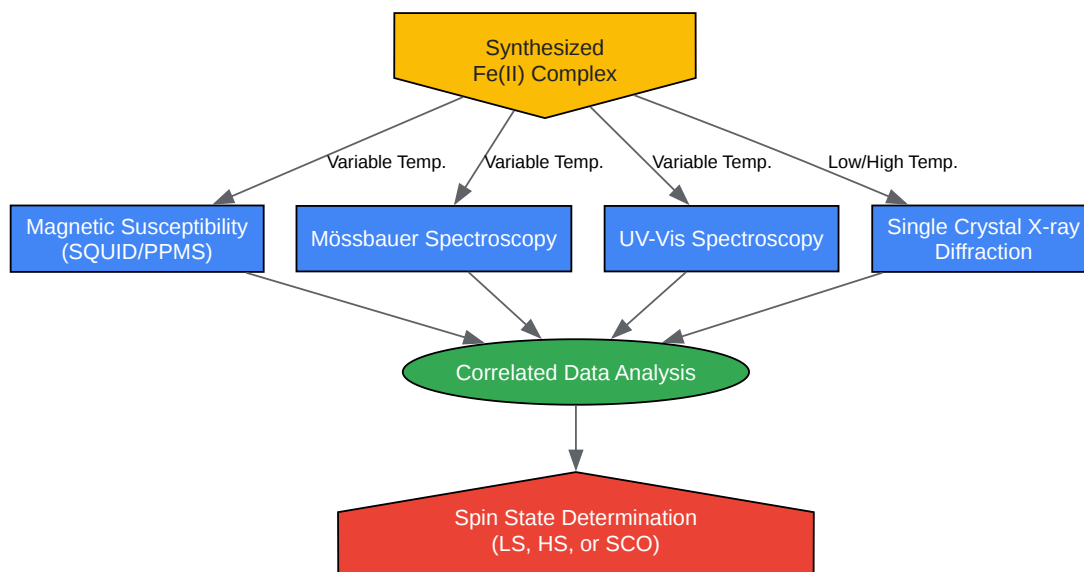 Synthesized
Fe(II) Complex
Variable Temp.
Variable Temp.
Variable Temp.
Low/High Temp.
Magnetic Susceptibility
(SQUID/PPMS)
Mössbauer Spectroscopy
UV-Vis Spectroscopy
Single Crystal X-ray
Diffraction
Correlated Data Analysis
Spin State Determination
(LS, HS, or SCO)